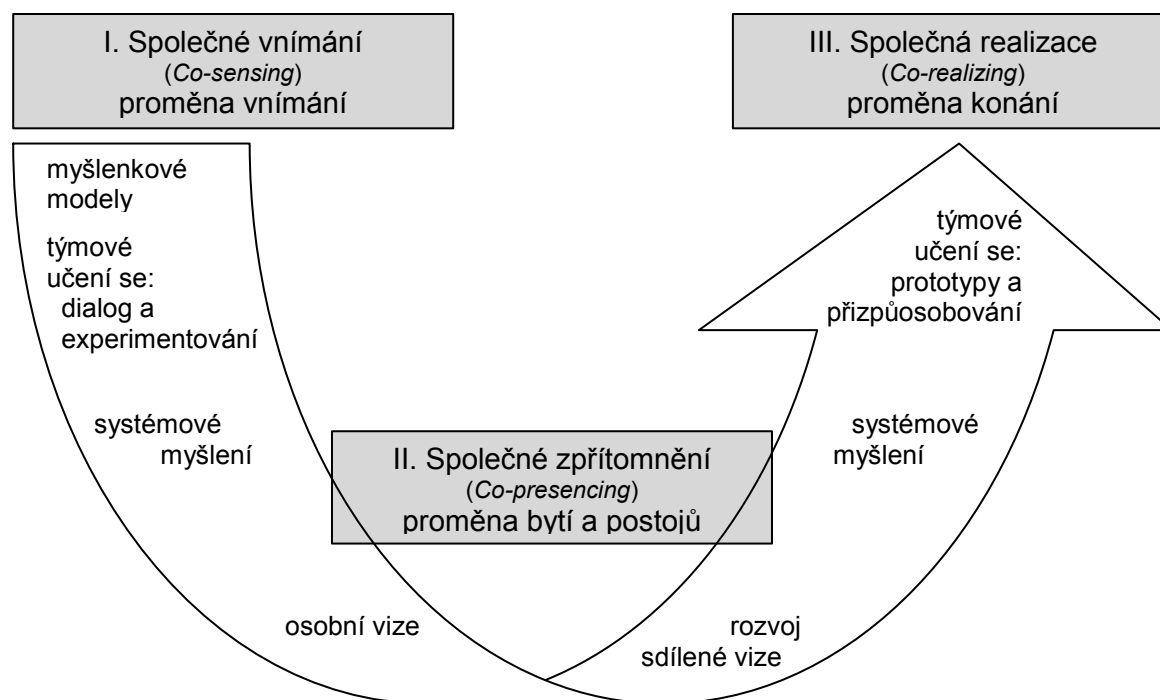 I. Společné vnímání
(Co-sensing)
proměna vnímání
III. Společná realizace
(Co-realizing)
proměna konání
myšlenkové
modely
týmové
učení se:
dialog a
experimentování
systémové
myšlení
II. Společné zpřítomnění
(Co-presencing)
proměna bytí a postojů
osobní vize
rozvoj
sdílené vize
systémové
myšlení
týmové
učení se:
prototypy a
přizpůosobování